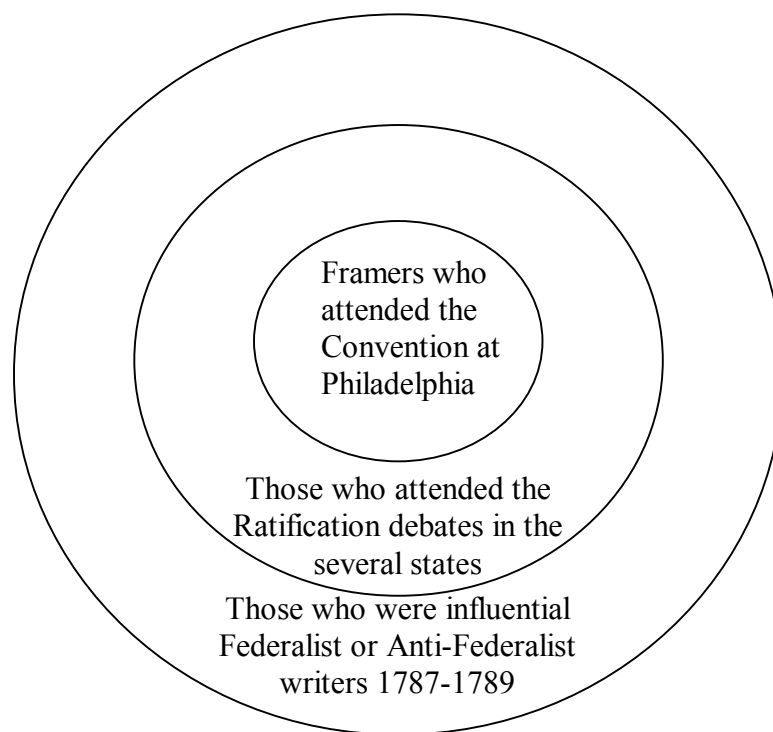 Framers who
attended the
Convention at
Philadelphia
Those who attended the
Ratification debates in the
several states
Those who were influential
Federalist or Anti-Federalist
writers 1787-1789